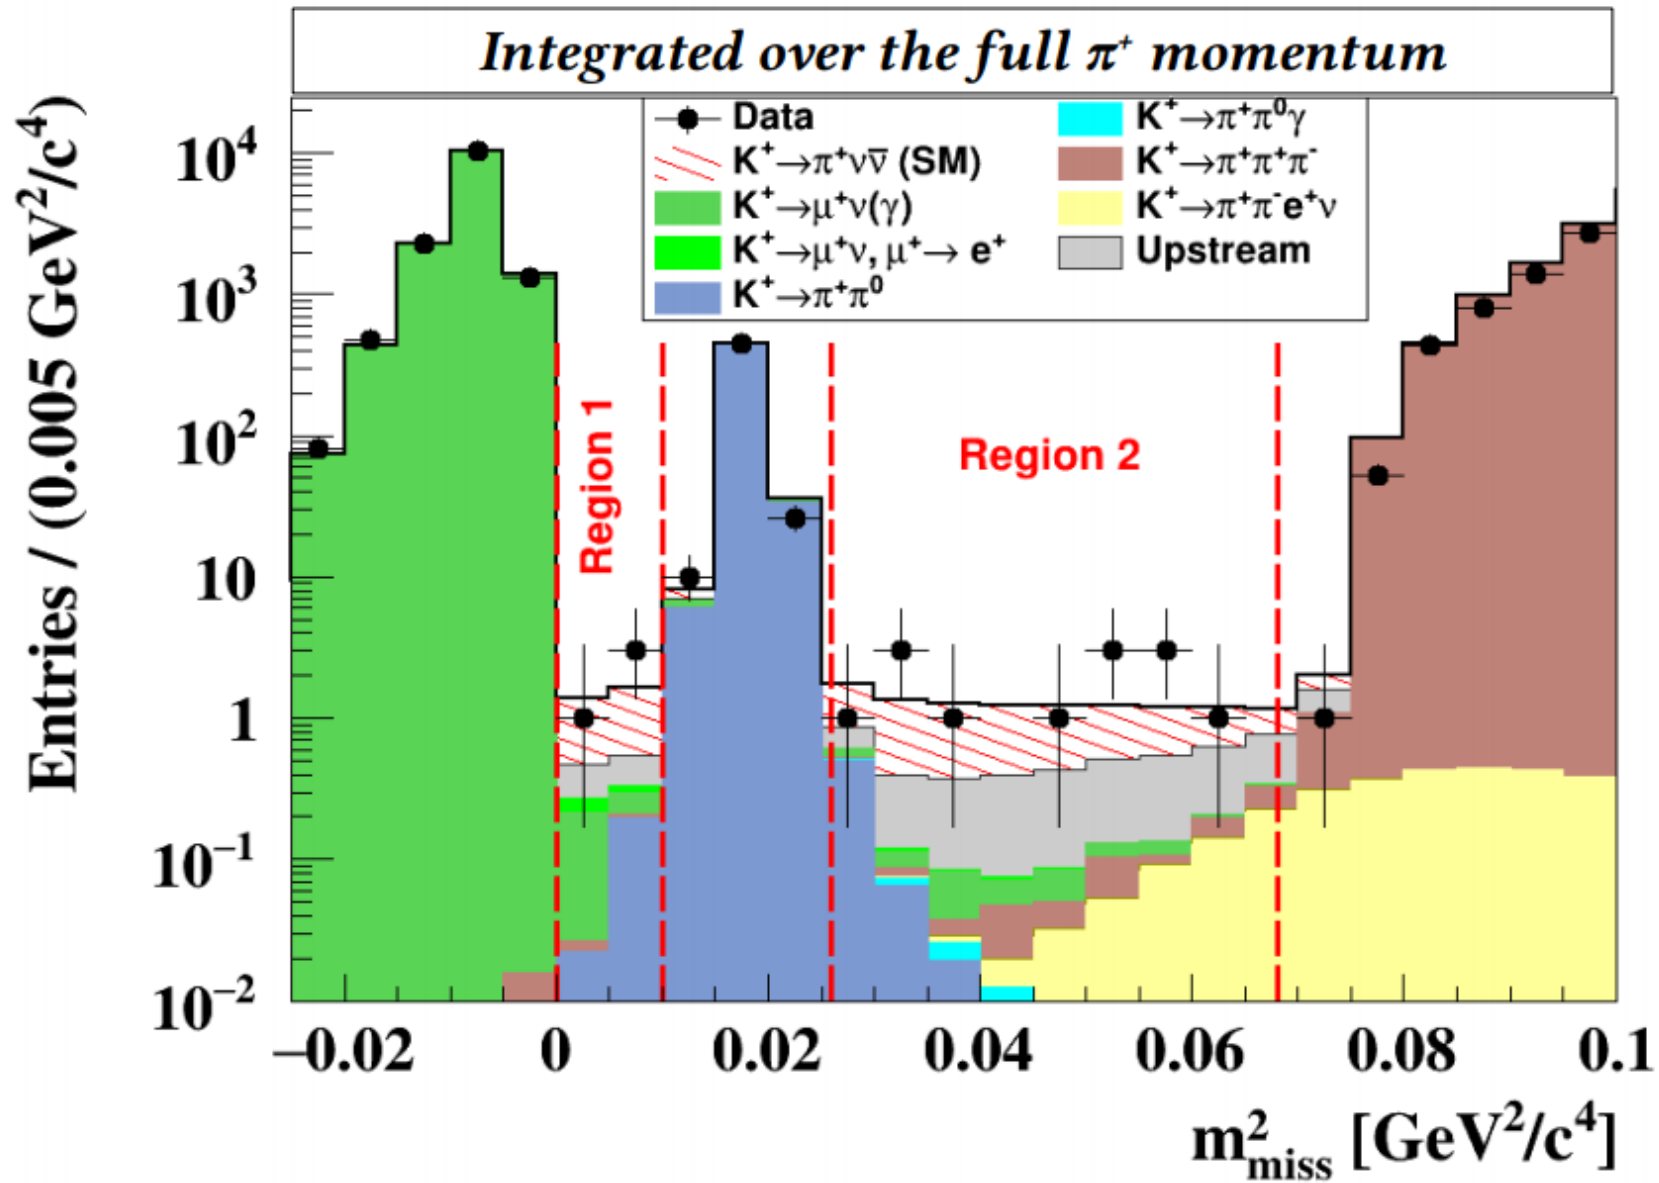 Integrated over the full π⁺ momentum
Entries / (0.005 GeV²/c⁴)
10⁴
10³
10²
10
1
10⁻¹
10⁻²
Data
K⁺→π⁺νν̅ (SM)
K⁺→μ⁺ν(γ)
K⁺→μ⁺ν, μ⁺→ e⁺
K⁺→π⁺π⁰
K⁺→π⁺π⁰γ
K⁺→π⁺π⁺π⁻
K⁺→π⁺π⁻e⁺ν
Upstream
Region 1
Region 2
−0.02
0
0.02
0.04
0.06
0.08
0.1
m²miss [GeV²/c⁴]